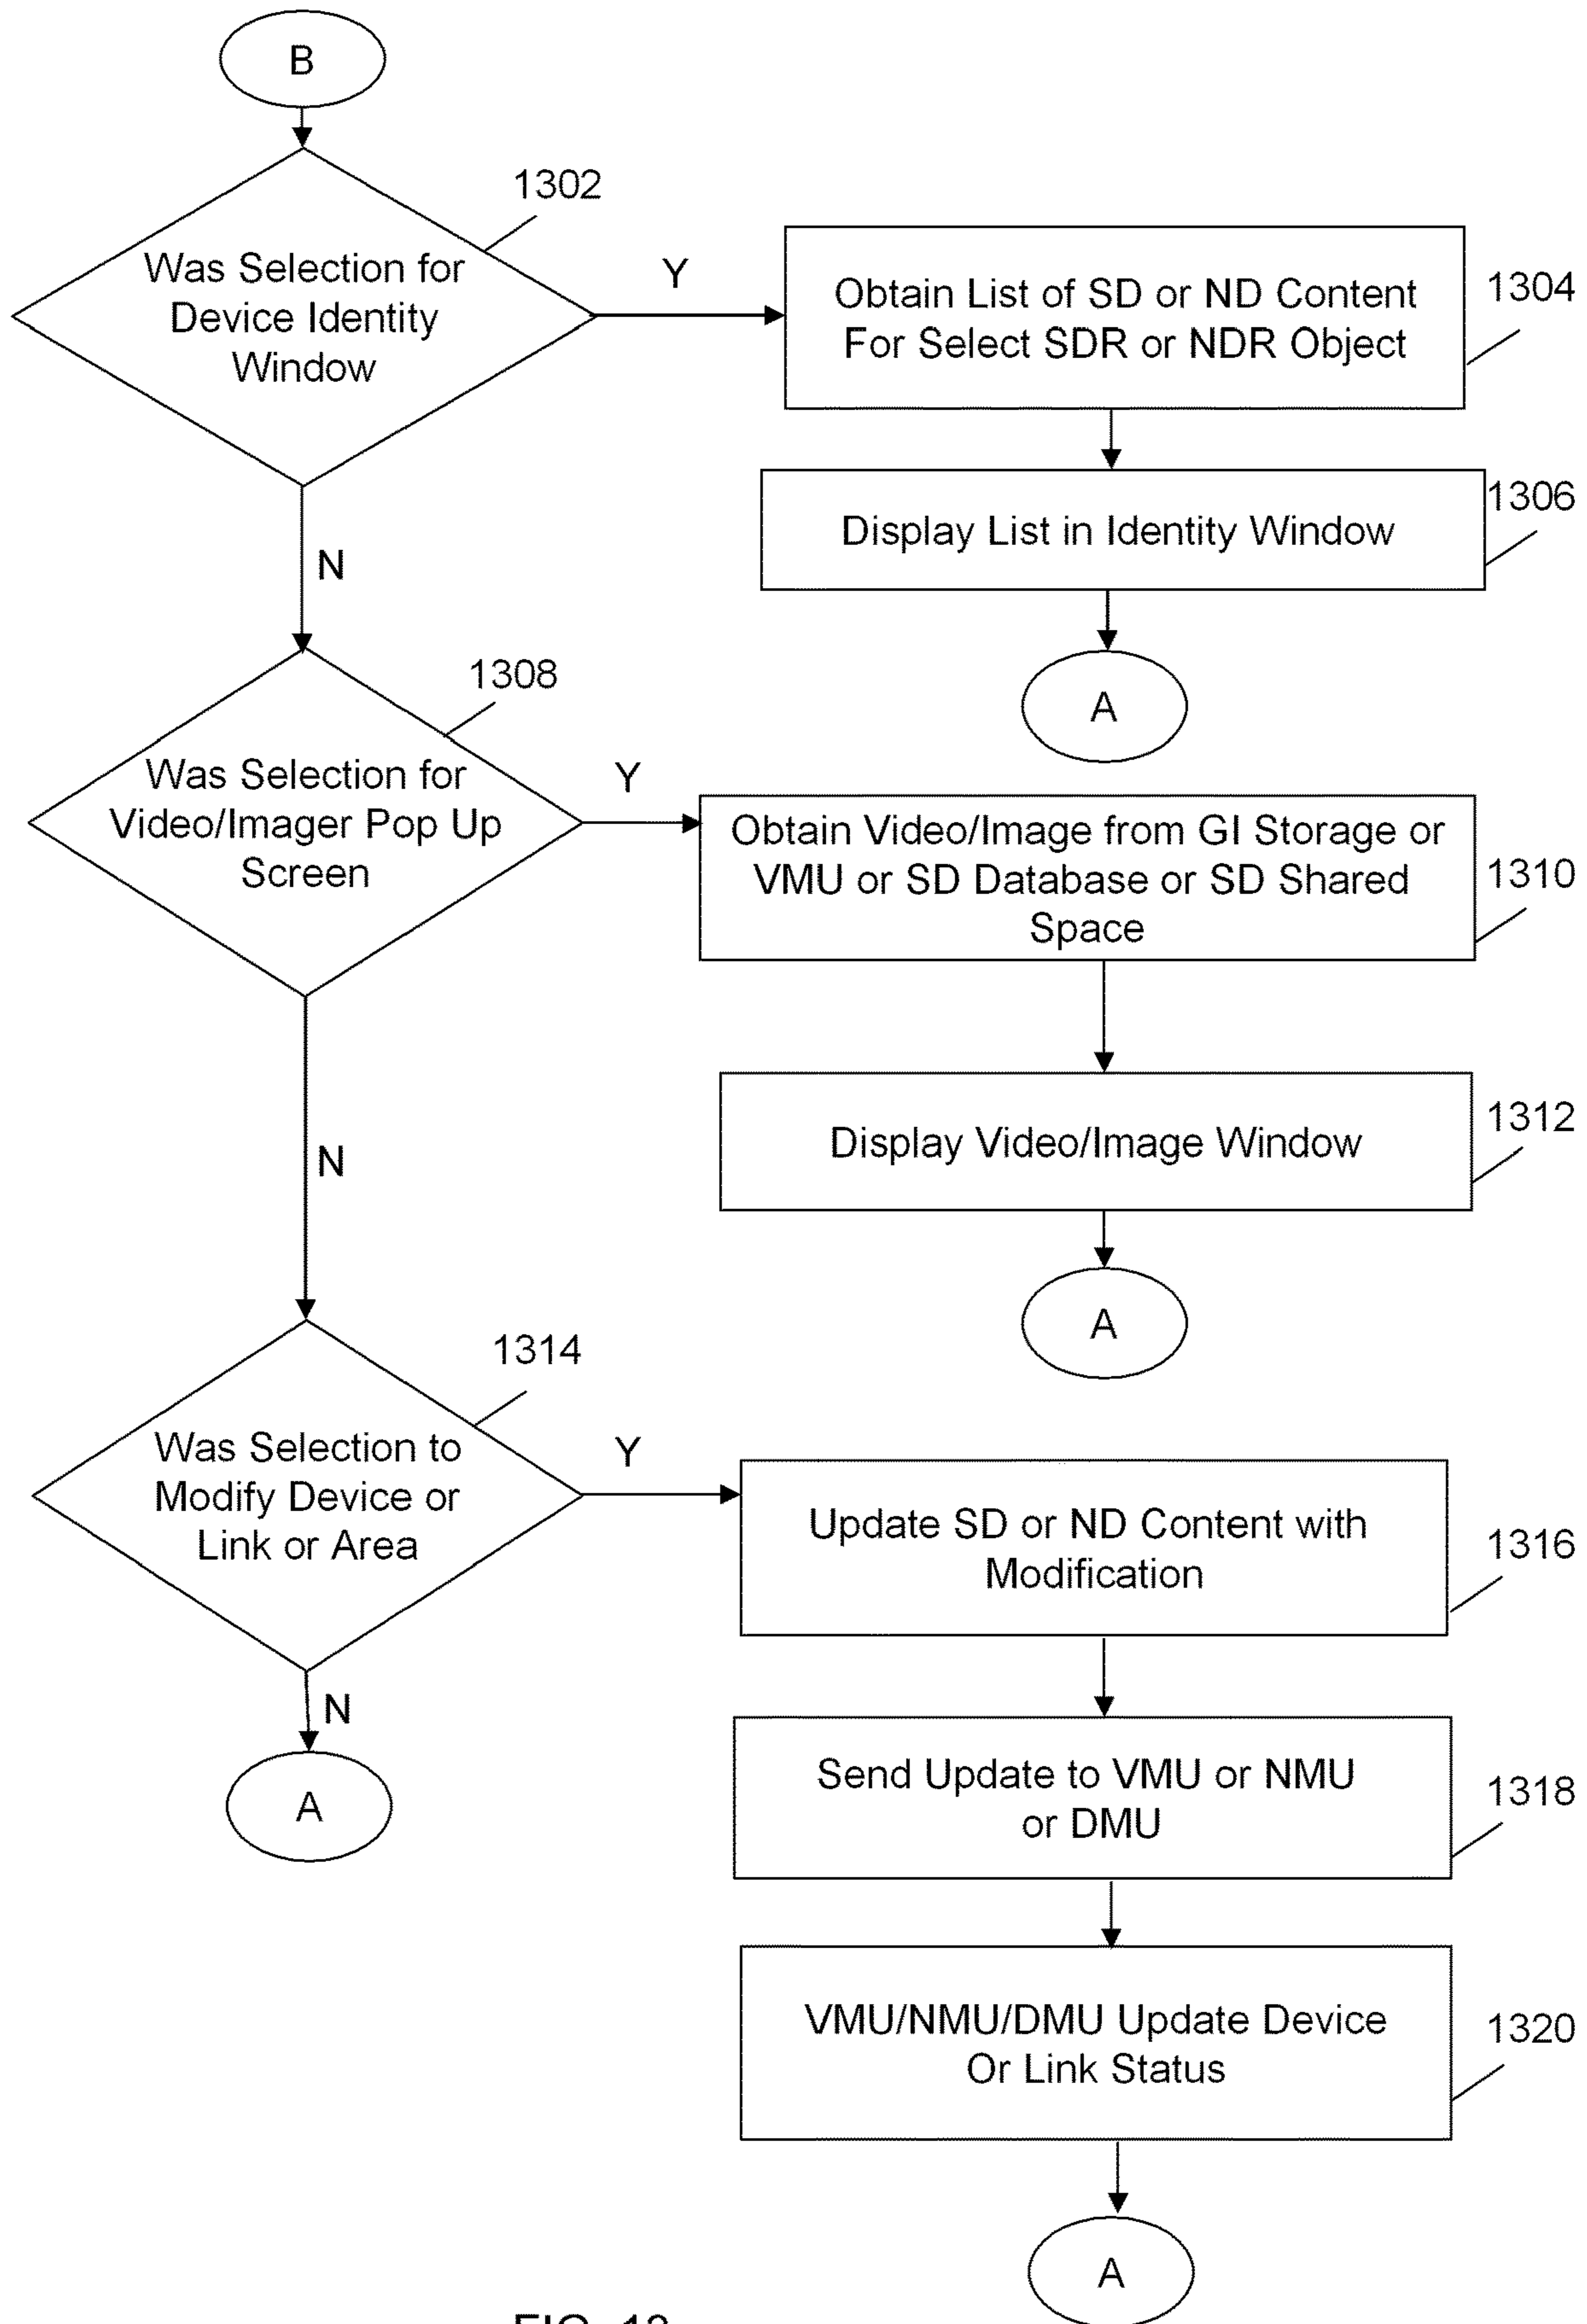 B
1302
Was Selection for
Device Identity
Window
Y
Obtain List of SD or ND Content
For Select SDR or NDR Object
1304
Display List in Identity Window
1306
N
A
1308
Was Selection for
Video/Imager Pop Up
Screen
Y
Obtain Video/Image from GI Storage or
VMU or SD Database or SD Shared
Space
1310
Display Video/Image Window
1312
N
A
1314
Was Selection to
Modify Device or
Link or Area
Y
Update SD or ND Content with
Modification
1316
N
A
Send Update to VMU or NMU
or DMU
1318
VMU/NMU/DMU Update Device
Or Link Status
1320
A
FIG.